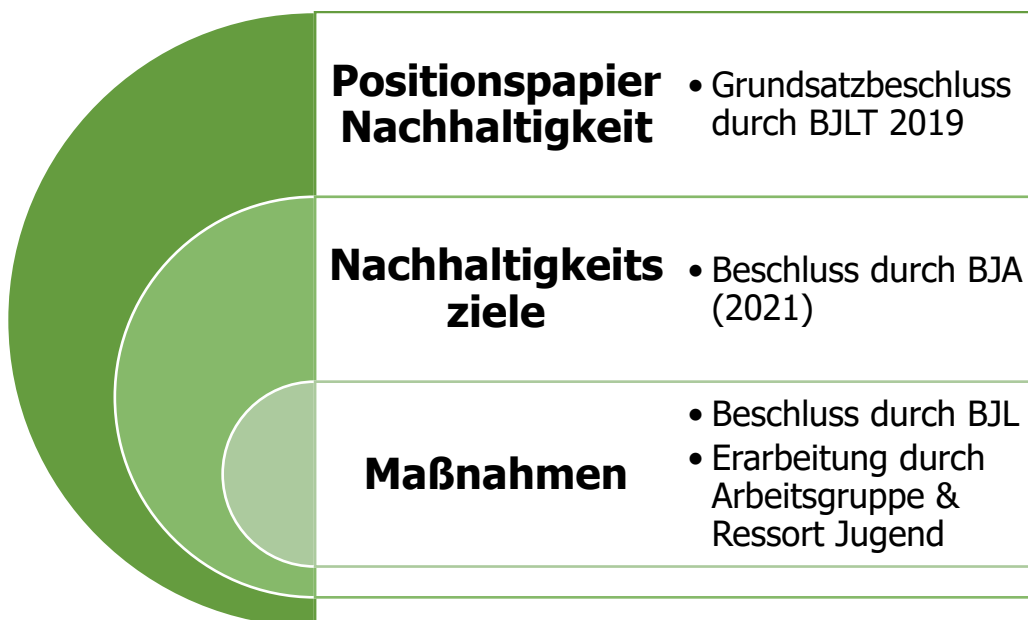 Positionspapier
Nachhaltigkeit
• Grundsatzbeschluss
durch BJLT 2019
Nachhaltigkeits
ziele
• Beschluss durch BJA
(2021)
Maßnahmen
• Beschluss durch BJL
• Erarbeitung durch
Arbeitsgruppe &
Ressort Jugend